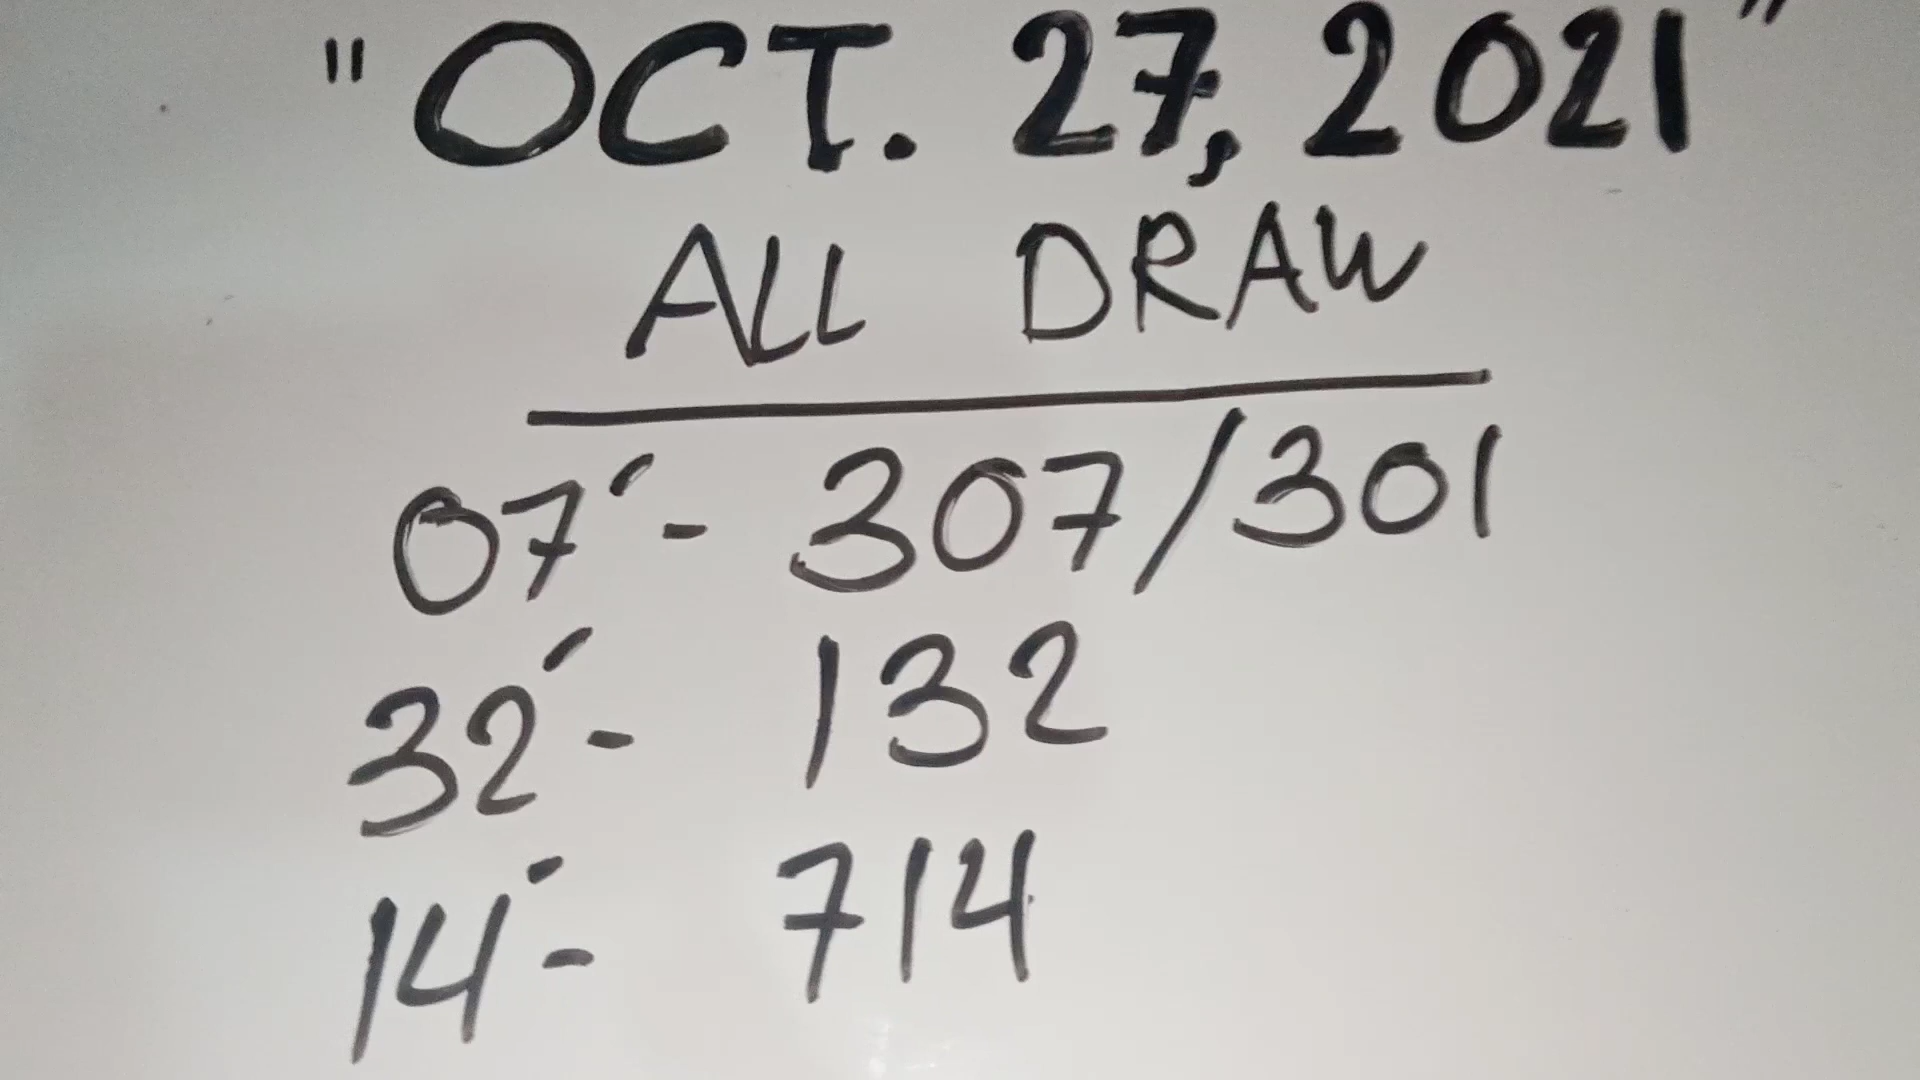 "OCT. 27, 2021"
ALL DRAW
07' - 307/301
32' - 132
14' - 714